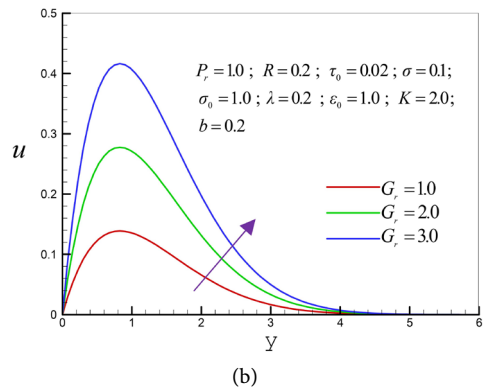 0.5
P_r = 1.0 ; R = 0.2 ; τ_0 = 0.02 ; σ = 0.1;
0.4
σ_0 = 1.0 ; λ = 0.2 ; ε_0 = 1.0 ; K = 2.0;
b = 0.2
0.3
u
G_r = 1.0
0.2
G_r = 2.0
G_r = 3.0
0.1
0
0 1 2 3 4 5 6
y
(b)